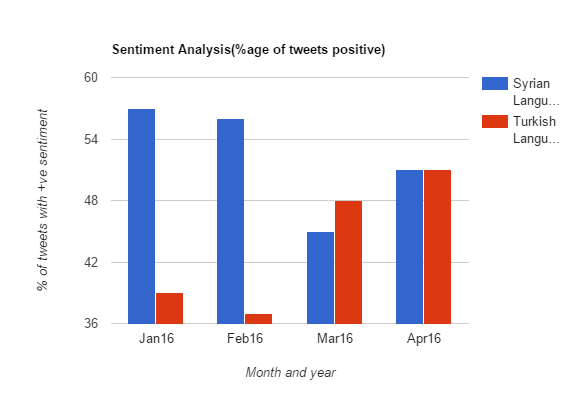 Sentiment Analysis(%age of tweets positive)
60
54
48
42
36
% of tweets with +ve sentiment
Jan16
Feb16
Mar16
Apr16
Month and year
Syrian
Langu...
Turkish
Langu...